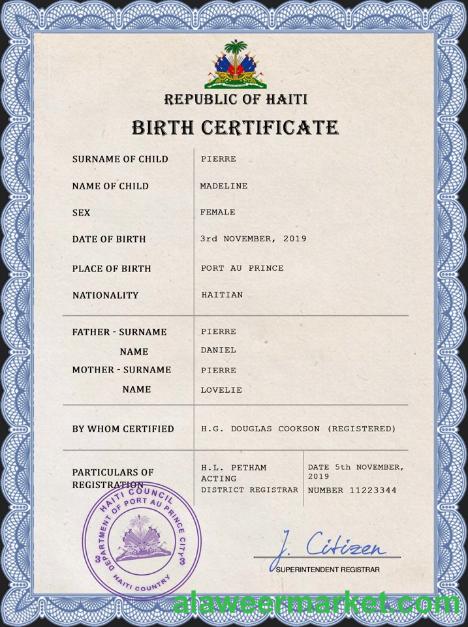 REPUBLIC OF HAITI
BIRTH CERTIFICATE
SURNAME OF CHILD PIERRE
NAME OF CHILD MADELINE
SEX FEMALE
DATE OF BIRTH 3rd NOVEMBER, 2019
PLACE OF BIRTH PORT AU PRINCE
NATIONALITY HAITIAN
FATHER - SURNAME PIERRE
NAME DANIEL
MOTHER - SURNAME PIERRE
NAME LOVELIE
BY WHOM CERTIFIED H.G. DOUGLAS COOKSON (REGISTERED)
PARTICULARS OF
REGISTRATION
H.L. PETHAM
ACTING
DISTRICT REGISTRAR
DATE 5th NOVEMBER,
2019
NUMBER 11223344
HAITI COUNCIL
DEPARTMENT OF PORT AU PRINCE CITY
HAITI COUNTRY
J. Citizen
SUPERINTENDENT REGISTRAR
alaweermarket.com